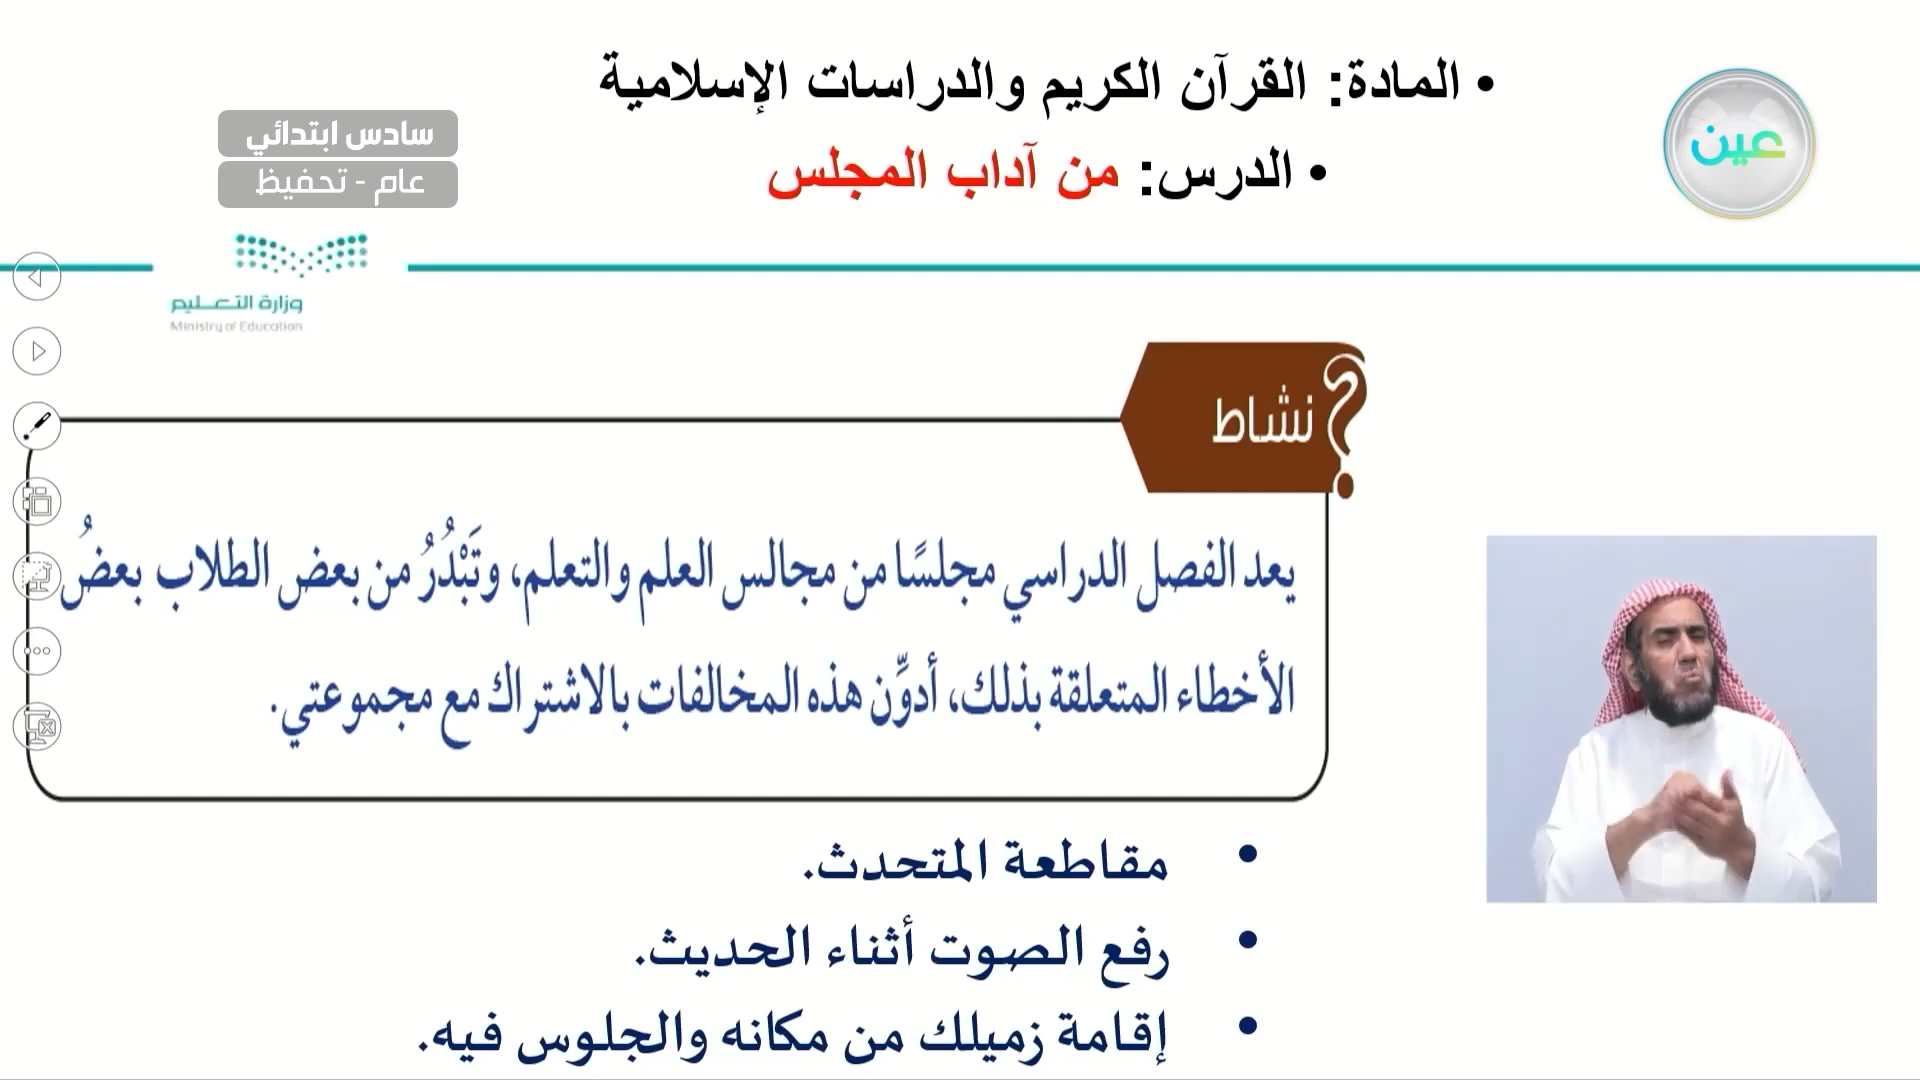 • المادة: القرآن الكريم والدراسات الإسلامية
• الدرس: من آداب المجلس
عين
سادس ابتدائي
عام - تحفيظ
وزارة التعليم
Ministry of Education
نشاط
يعد الفصل الدراسي مجلسًا من مجالس العلم والتعلم، وتَبْدُرُ من بعض الطلاب بعضُ
الأخطاء المتعلقة بذلك، أدوِّن هذه المخالفات بالاشتراك مع مجموعتي.
• مقاطعة المتحدث.
• رفع الصوت أثناء الحديث.
• إقامة زميلك من مكانه والجلوس فيه.